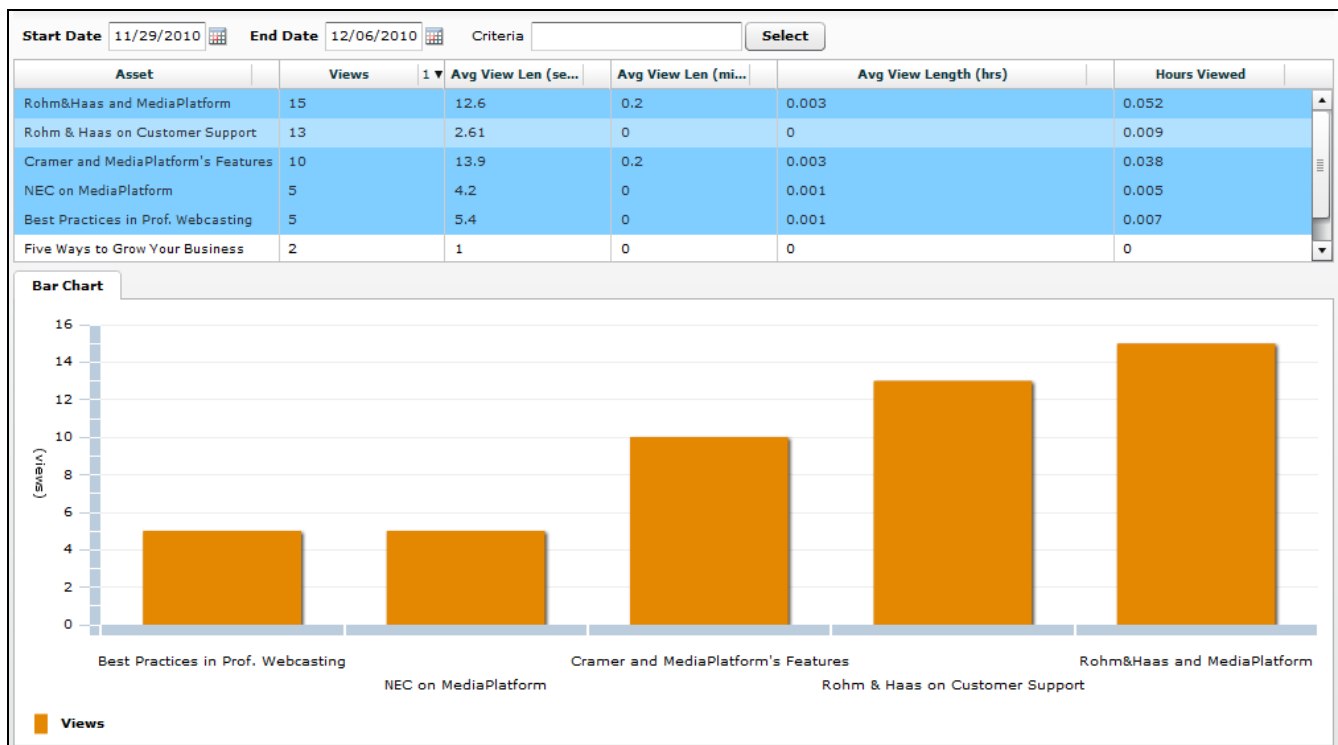 Start Date 11/29/2010 End Date 12/06/2010 Criteria Select
Asset Views 1 ▼ Avg View Len (se... Avg View Len (mi... Avg View Length (hrs) Hours Viewed
Rohm&Haas and MediaPlatform 15 12.6 0.2 0.003 0.052
Rohm & Haas on Customer Support 13 2.61 0 0 0.009
Cramer and MediaPlatform's Features 10 13.9 0.2 0.003 0.038
NEC on MediaPlatform 5 4.2 0 0.001 0.005
Best Practices in Prof. Webcasting 5 5.4 0 0.001 0.007
Five Ways to Grow Your Business 2 1 0 0 0
Bar Chart
16
14
12
10
8
6
4
2
0
(views)
Best Practices in Prof. Webcasting Cramer and MediaPlatform's Features Rohm&Haas and MediaPlatform
NEC on MediaPlatform Rohm & Haas on Customer Support
Views